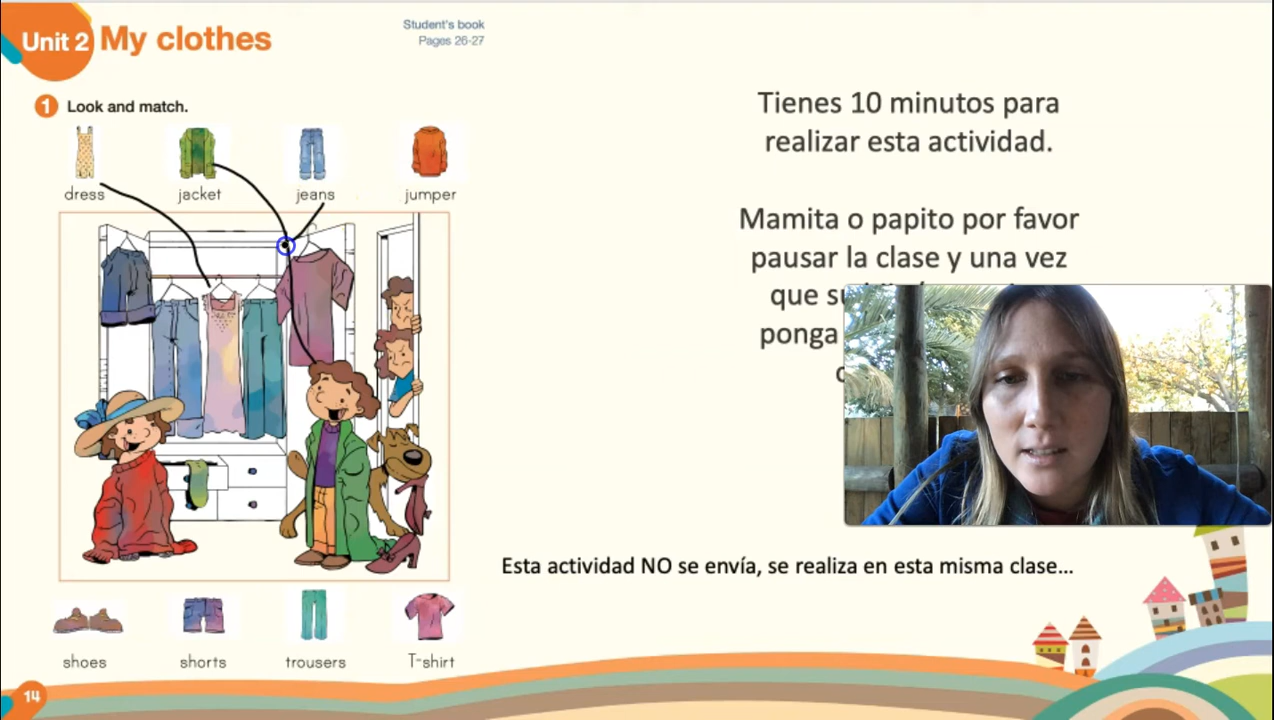 Unit 2 My clothes
Student's book
Pages 26-27
1 Look and match.
dress jacket jeans jumper
shoes shorts trousers T-shirt
14
Tienes 10 minutos para
realizar esta actividad.
Mamita o papito por favor
pausar la clase y una vez
que
ponga
Esta actividad NO se envía, se realiza en esta misma clase...